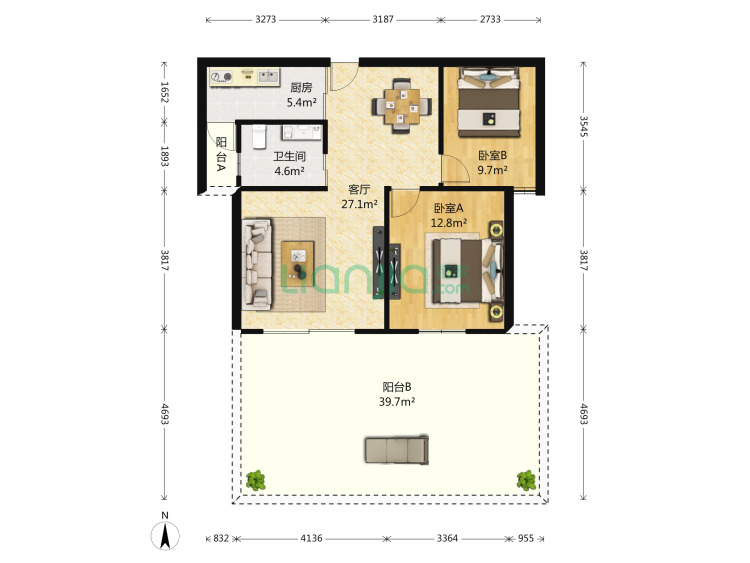 3273
3187
2733
1652
1893
3817
4693
3545
3817
4693
厨房
5.4m²
阳台A
卫生间
4.6m²
客厅
27.1m²
卧室B
9.7m²
卧室A
12.8m²
Lianjia.com
阳台B
39.7m²
N
832
4136
3364
955